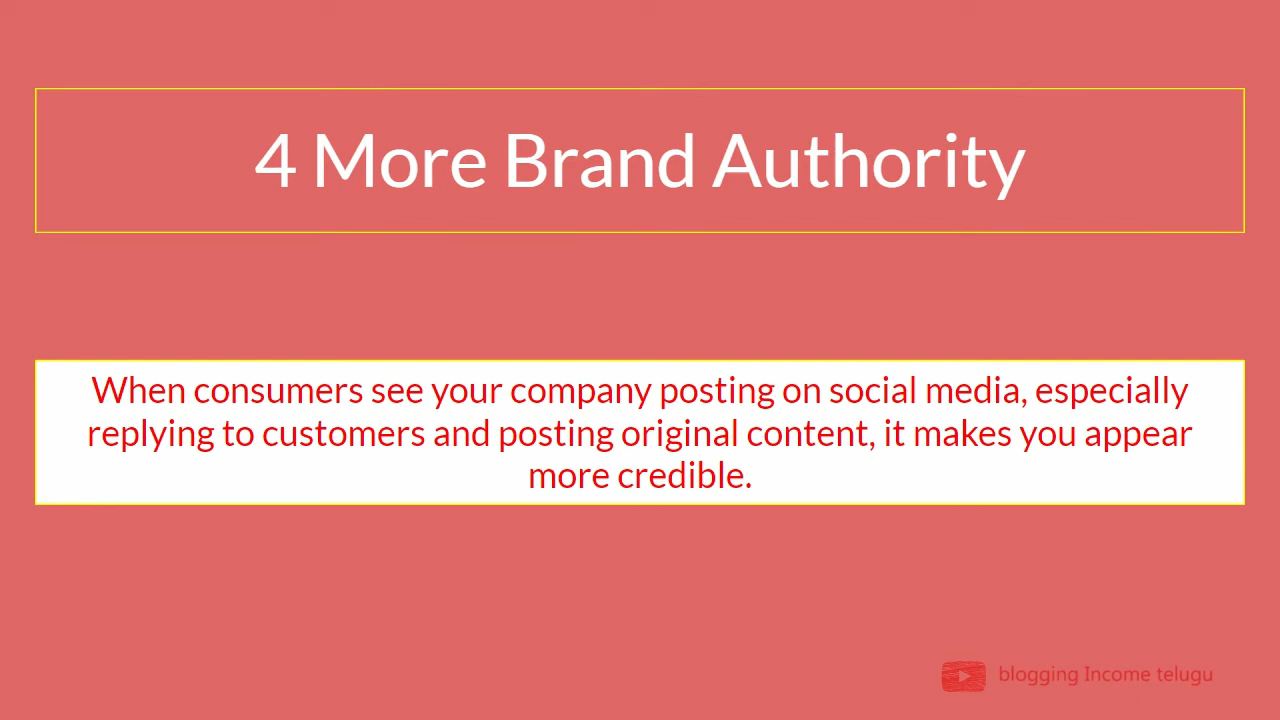 4 More Brand Authority
When consumers see your company posting on social media, especially
replying to customers and posting original content, it makes you appear
more credible.
blogging Income telugu